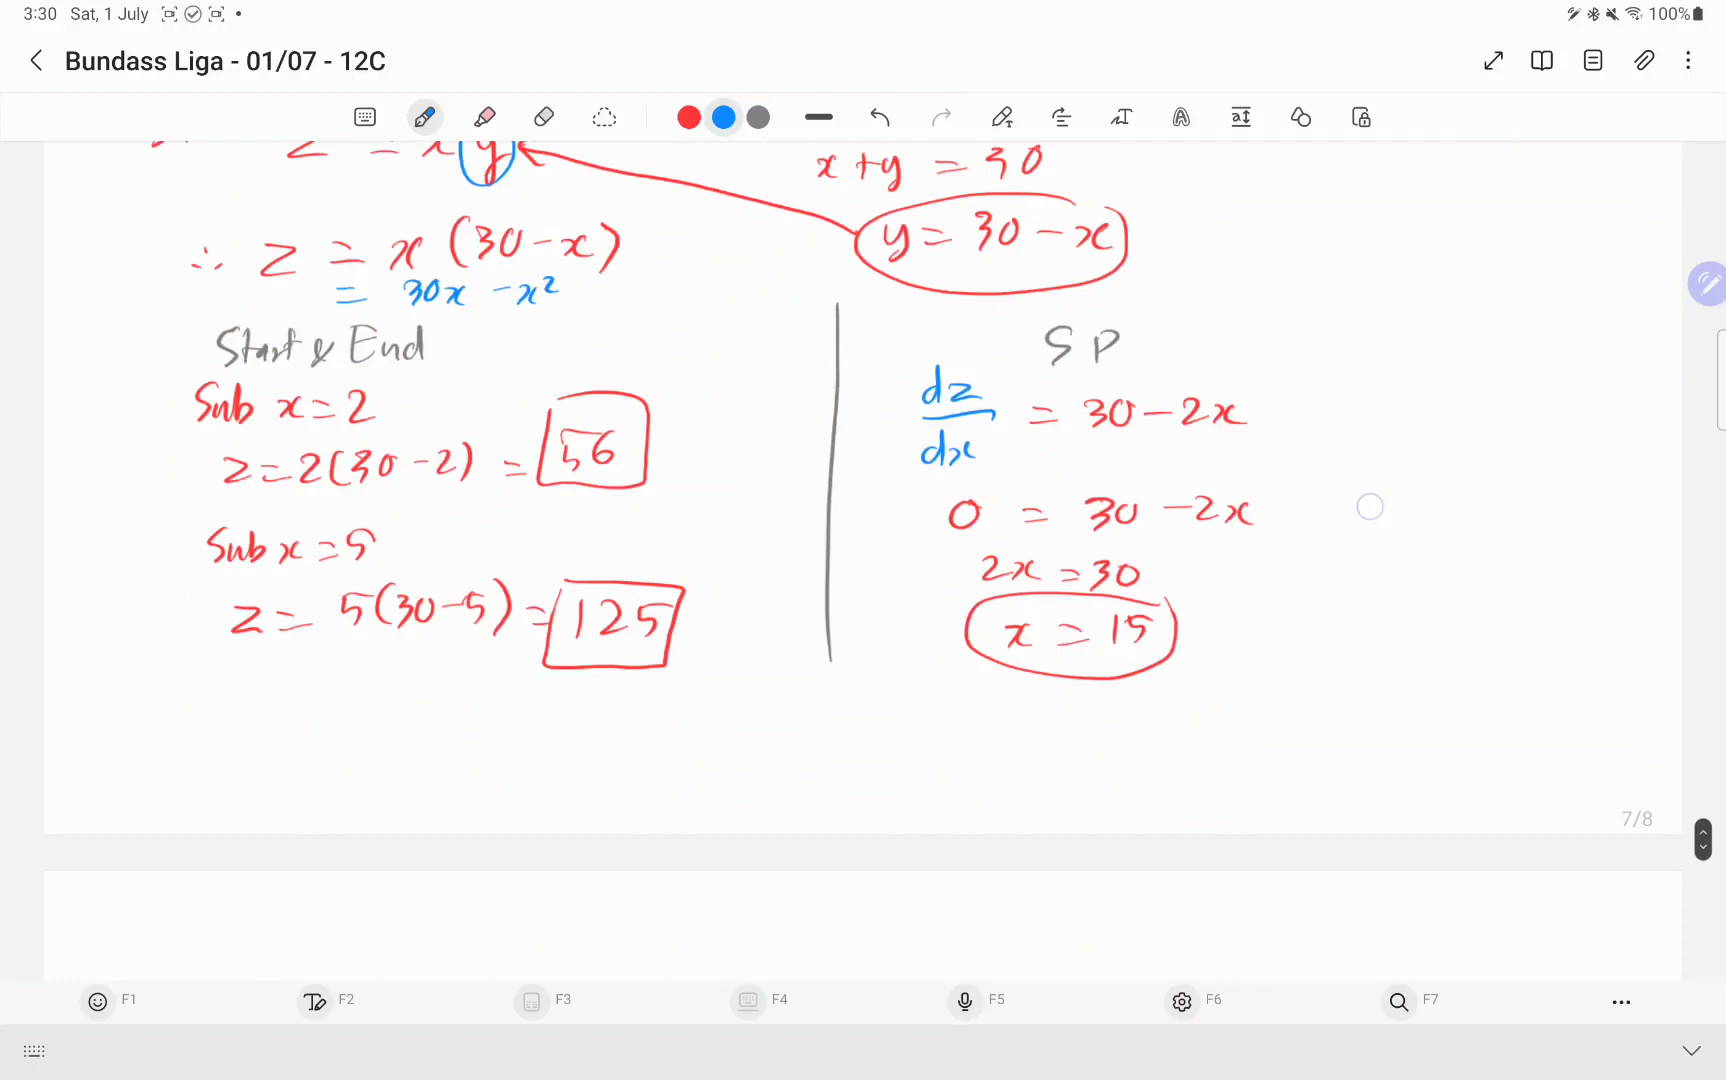 3:30 Sat, 1 July 100%
Bundass Liga - 01/07 - 12C
z = x(y)
x + y = 30
y = 30 - x
∴ z = x (30 - x)
= 30x - x²
Start & End
Sub x = 2
z = 2(30 - 2) = 56
Sub x = 5
z = 5(30 - 5) = 125
SP
dz/dx = 30 - 2x
0 = 30 - 2x
2x = 30
x = 15
7/8
F1 F2 F3 F4 F5 F6 F7